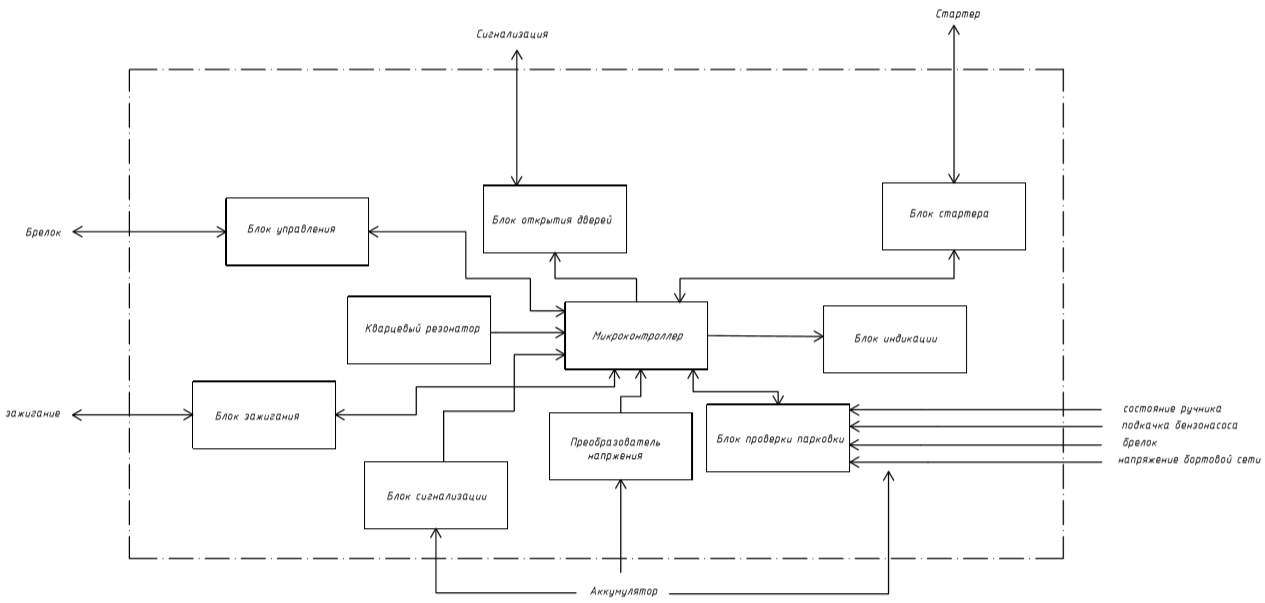 Стартер
Сигнализация
Блок открытия дверей
Блок стартера
Брелок
Блок управления
Кварцевый резонатор
Микроконтроллер
Блок индикации
зажигание
Блок зажигания
Преобразователь
напржения
Блок проверки парковки
состояние ручника
подкачка бензонасоса
брелок
напряжение бортовой сети
Блок сигнализации
Аккумулятор